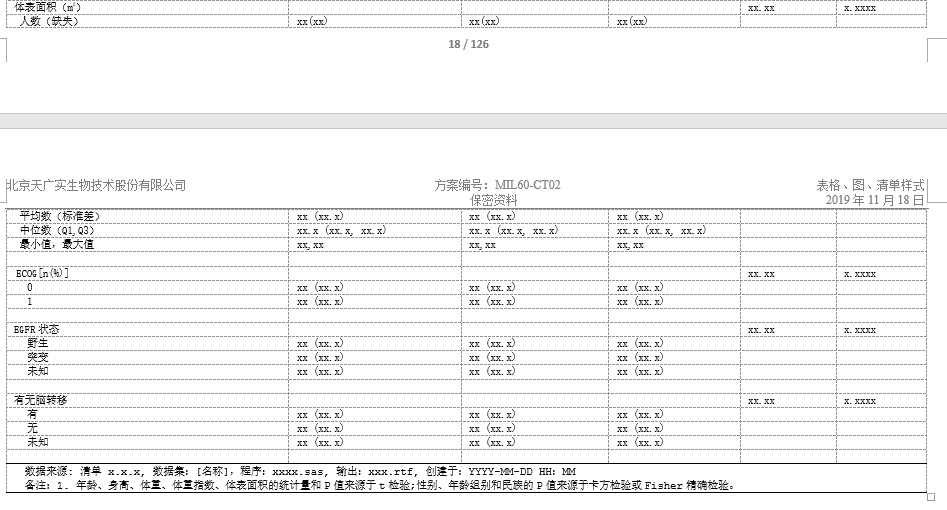 体表面积（㎡） xx.xx x.xxxx
人数（缺失） xx(xx) xx(xx) xx(xx)
18 / 126
北京天广实生物技术股份有限公司 方案编号：MIL60-CT02 表格、图、清单样式
保密资料 2019 年 11 月 18 日
平均数（标准差） xx (xx.x) xx (xx.x) xx (xx.x)
中位数（Q1,Q3） xx.x (xx.x, xx.x) xx.x (xx.x, xx.x) xx.x (xx.x, xx.x)
最小值，最大值 xx,xx xx,xx xx,xx
ECOG[n(%)] xx.xx x.xxxx
0 xx (xx.x) xx (xx.x) xx (xx.x)
1 xx (xx.x) xx (xx.x) xx (xx.x)
EGFR 状态 xx.xx x.xxxx
野生 xx (xx.x) xx (xx.x) xx (xx.x)
突变 xx (xx.x) xx (xx.x) xx (xx.x)
未知 xx (xx.x) xx (xx.x) xx (xx.x)
有无脑转移 xx.xx x.xxxx
有 xx (xx.x) xx (xx.x) xx (xx.x)
无 xx (xx.x) xx (xx.x) xx (xx.x)
未知 xx (xx.x) xx (xx.x) xx (xx.x)
数据来源: 清单 x.x.x, 数据集: [名称], 程序: xxxx.sas, 输出: xxx.rtf, 创建于: YYYY-MM-DD HH: MM
备注: 1. 年龄、身高、体重、体重指数、体表面积的统计量和 P 值来源于 t 检验;性别、年龄组别和民族的 P 值来源于卡方检验或 Fisher 精确检验。